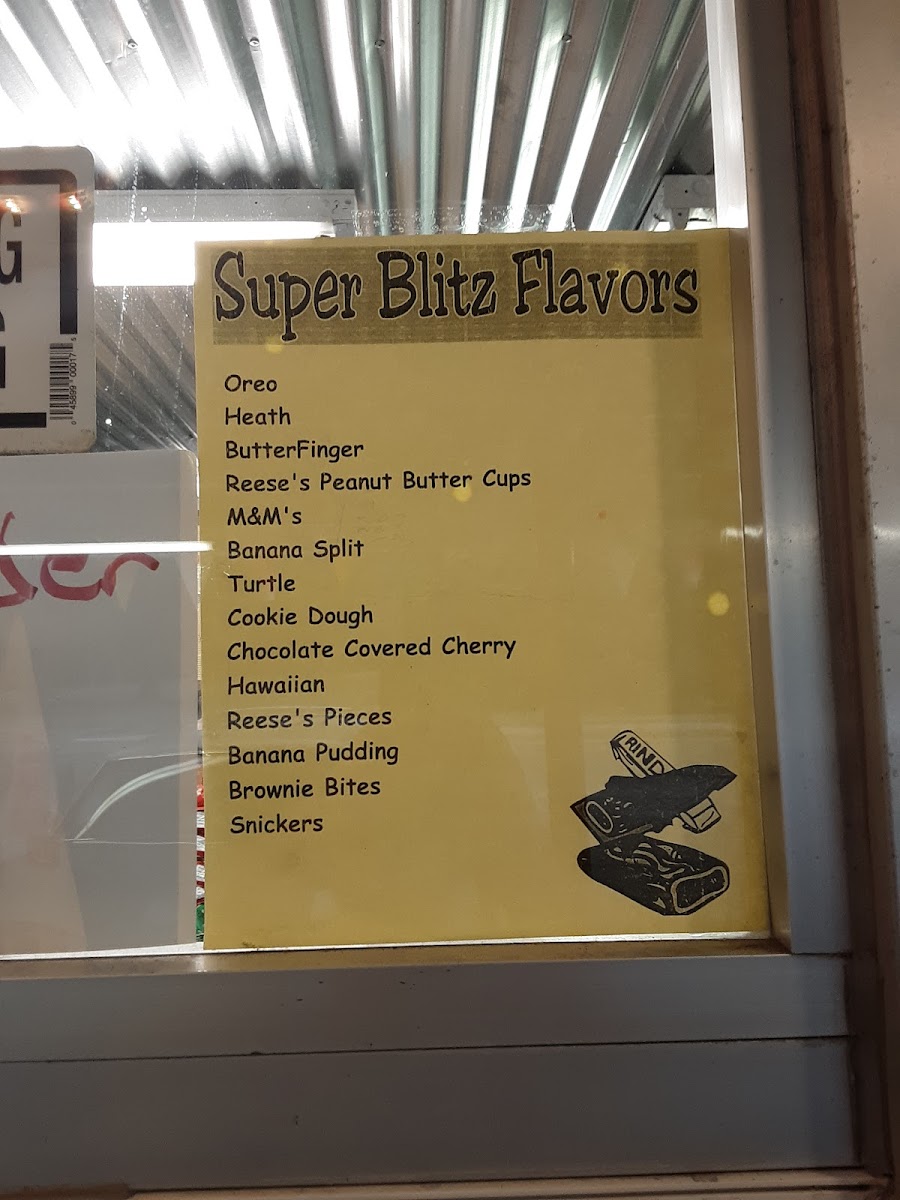 Super Blitz Flavors
Oreo
Heath
ButterFinger
Reese's Peanut Butter Cups
M&M's
Banana Split
Turtle
Cookie Dough
Chocolate Covered Cherry
Hawaiian
Reese's Pieces
Banana Pudding
Brownie Bites
Snickers
RIND
G